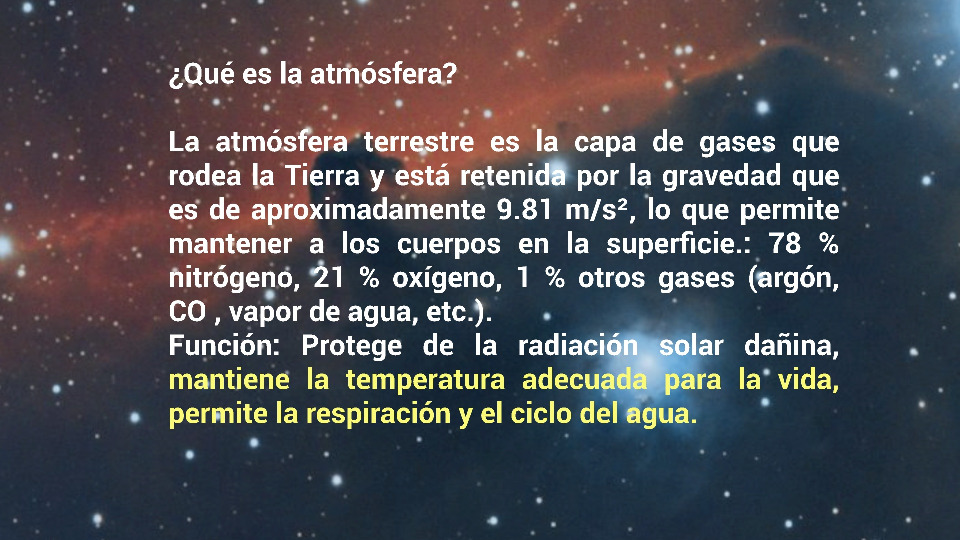 ¿Qué es la atmósfera?
La atmósfera terrestre es la capa de gases que
rodea la Tierra y está retenida por la gravedad que
es de aproximadamente 9.81 m/s², lo que permite
mantener a los cuerpos en la superficie.: 78 %
nitrógeno, 21 % oxígeno, 1 % otros gases (argón,
CO , vapor de agua, etc.).
Función: Protege de la radiación solar dañina,
mantiene la temperatura adecuada para la vida,
permite la respiración y el ciclo del agua.